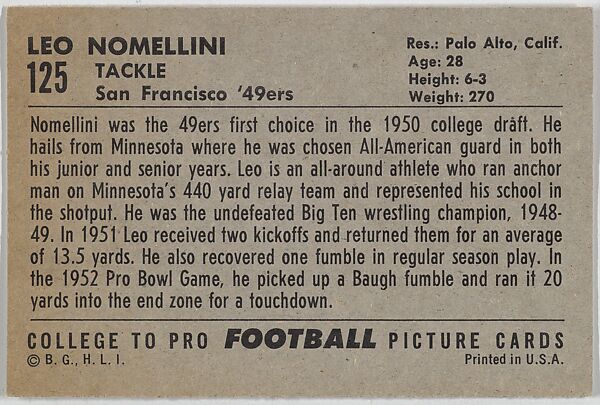 LEO NOMELLINI
125
TACKLE
San Francisco '49ers
Res.: Palo Alto, Calif.
Age: 28
Height: 6-3
Weight: 270
Nomellini was the 49ers first choice in the 1950 college draft. He
hails from Minnesota where he was chosen All-American guard in both
his junior and senior years. Leo is an all-around athlete who ran anchor
man on Minnesota's 440 yard relay team and represented his school in
the shotput. He was the undefeated Big Ten wrestling champion, 1948-
49. In 1951 Leo received two kickoffs and returned them for an average
of 13.5 yards. He also recovered one fumble in regular season play. In
the 1952 Pro Bowl Game, he picked up a Baugh fumble and ran it 20
yards into the end zone for a touchdown.
COLLEGE TO PRO FOOTBALL PICTURE CARDS
© B. G., H. L. I.
Printed in U.S.A.